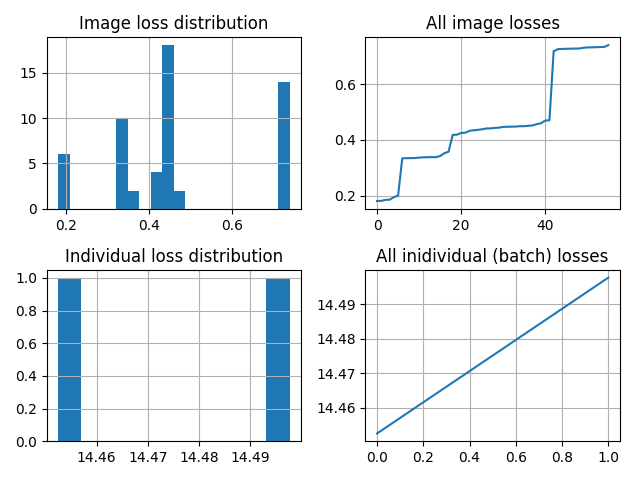 Image loss distribution
All image losses
15
10
5
0
0.2 0.4 0.6
0.6
0.4
0.2
0 20 40
Individual loss distribution
All inidividual (batch) losses
1.0
0.8
0.6
0.4
0.2
0.0
14.46 14.47 14.48 14.49
14.49
14.48
14.47
14.46
0.0 0.2 0.4 0.6 0.8 1.0